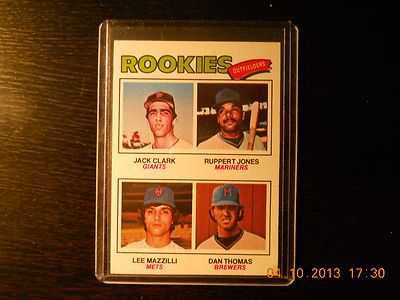 ROOKIES
OUTFIELDERS
JACK CLARK
GIANTS
RUPPERT JONES
MARINERS
LEE MAZZILLI
METS
DAN THOMAS
BREWERS
04.10.2013 17:30